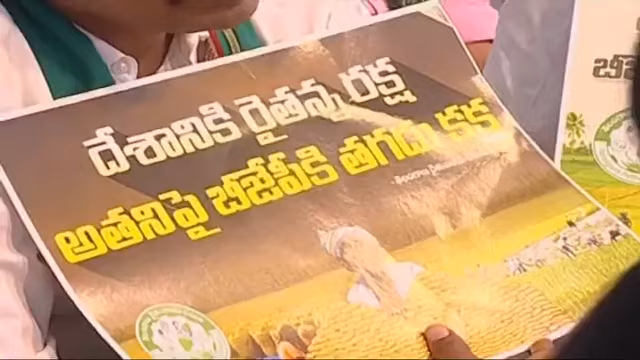 దేశానికి రైతన్న రక్ష
అతనిపై బీజేపీకి తగదు కక్ష